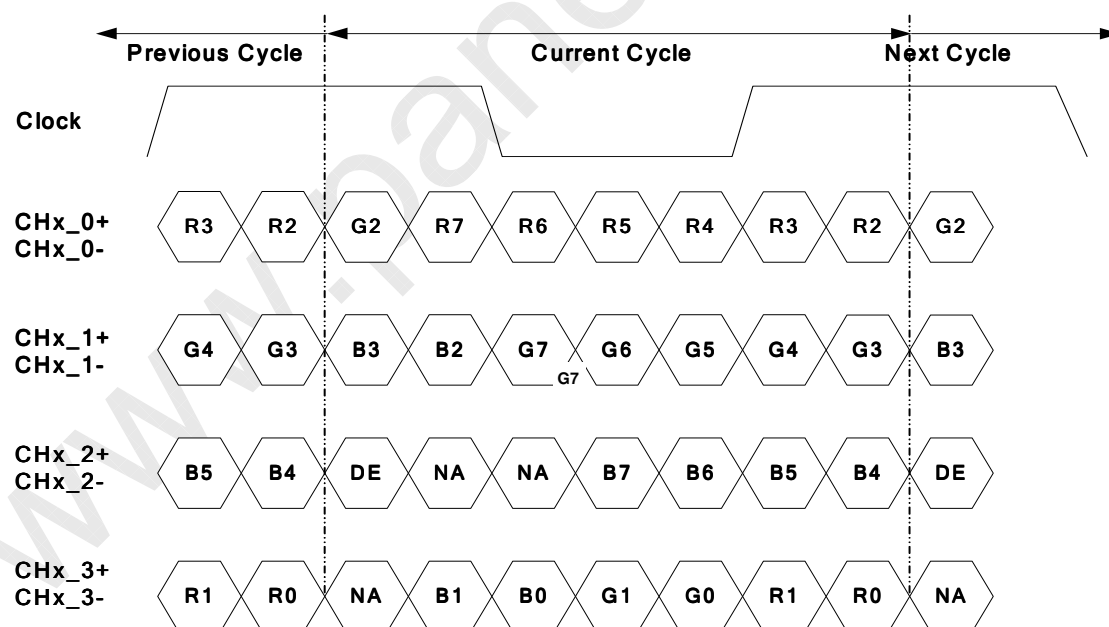 Previous Cycle Current Cycle Next Cycle
Clock
CHx_0+
CHx_0-
R3 R2 G2 R7 R6 R5 R4 R3 R2 G2
CHx_1+
CHx_1-
G4 G3 B3 B2 G7 G6 G5 G4 G3 B3
G7
CHx_2+
CHx_2-
B5 B4 DE NA NA B7 B6 B5 B4 DE
CHx_3+
CHx_3-
R1 R0 NA B1 B0 G1 G0 R1 R0 NA
www.pane